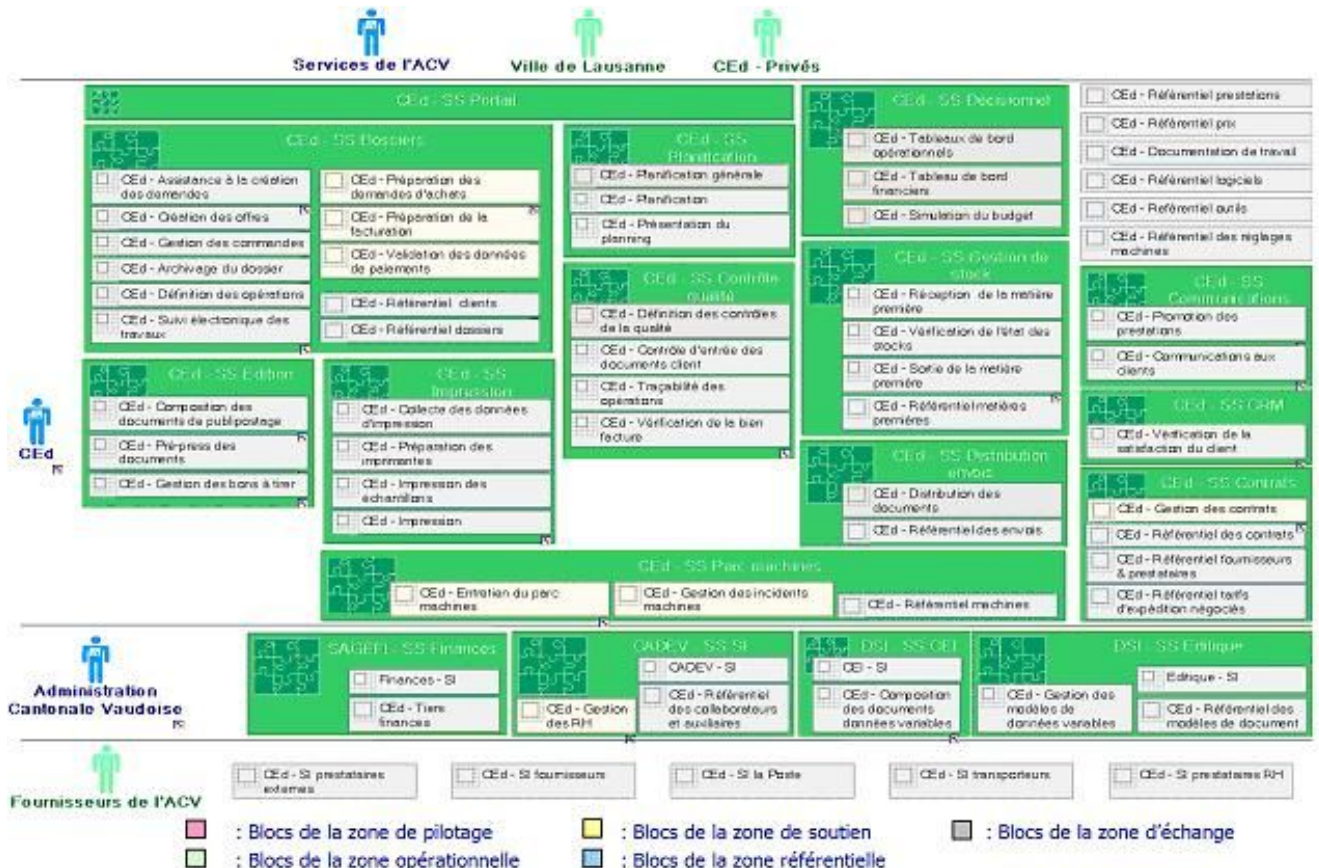 Services de l'ACV
Ville de Lausanne
CEd - Privés
CEd - SS Portail
CEd - SS Dossiers
CEd - Assistance à la création
des demandes
CEd - Création des offres
CEd - Gestion des commandes
CEd - Archivage du dossier
CEd - Définition des opérations
CEd - Suivi électronique des
travaux
CEd - Préparation des
demandes d'achats
CEd - Préparation de la
facturation
CEd - Validation des données
de paiements
CEd - Référentiel clients
CEd - Référentiel dossiers
CEd - SS
Planification
CEd - Planification générale
CEd - Planification
CEd - Présentation du
planning
CEd - SS Contrôle
qualité
CEd - Définition des contrôles
de la qualité
CEd - Contrôle d'entrée des
documents client
CEd - Traçabilité des
opérations
CEd - Vérification de la bien
facture
CEd - SS Décisionnel
CEd - Tableaux de bord
opérationnels
CEd - Tableau de bord
financiers
CEd - Simulation du budget
CEd - SS Gestion de
stock
CEd - Réception de la matière
première
CEd - Vérification de l'état des
stocks
CEd - Sortie de la matière
première
CEd - Référentiel matières
premières
CEd - SS Distribution
envois
CEd - Distribution des
documents
CEd - Référentiel des envois
CEd - Référentiel prestations
CEd - Référentiel prix
CEd - Documentation de travail
CEd - Référentiel logiciels
CEd - Référentiel outils
CEd - Référentiel des réglages
machines
CEd - SS
Communications
CEd - Promotion des
prestations
CEd - Communications aux
clients
CEd - SS CRM
CEd - Vérification de la
satisfaction du client
CEd - SS Contrats
CEd - Gestion des contrats
CEd - Référentiel des contrats
CEd - Référentiel fournisseurs
& prestataires
CEd - Référentiel tarifs
d'expédition négociés
CEd
CEd - SS Edition
CEd - Composition des
documents de publipostage
CEd - Pré-press des
documents
CEd - Gestion des bons à tirer
CEd - SS
Impression
CEd - Collecte des données
d'impression
CEd - Préparation des
imprimantes
CEd - Impression des
échantillons
CEd - Impression
CEd - SS Parc machines
CEd - Entretien du parc
machines
CEd - Gestion des incidents
machines
CEd - Référentiel machines
Administration
Cantonale Vaudoise
SAGEFI - SS Finances
Finances - SI
CEd - Tiers
finances
CADEV - SS SI
CADEV - SI
CEd - Gestion
des RH
CEd - Référentiel
des collaborateurs
et auxiliaires
DSI - SS CEI
CEI - SI
CEd - Composition
des documents
données variables
DSI - SS Editique
Editique - SI
CEd - Gestion des
modèles de
données variables
CEd - Référentiel des
modèles de document
Fournisseurs de l'ACV
CEd - SI prestataires
externes
CEd - SI fournisseurs
CEd - SI la Poste
CEd - SI transporteurs
CEd - SI prestataires RH
: Blocs de la zone de pilotage
: Blocs de la zone de soutien
: Blocs de la zone d'échange
: Blocs de la zone opérationnelle
: Blocs de la zone référentielle